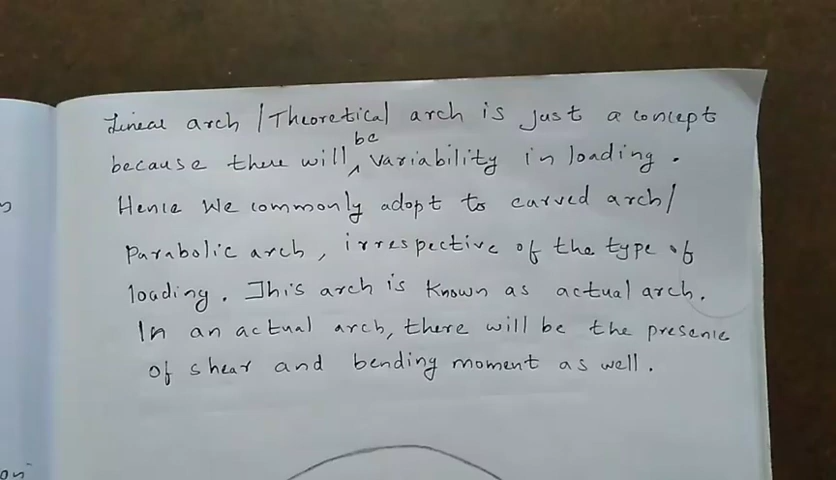 Linear arch / Theoretical arch is just a concept
because there will be variability in loading.
Hence we commonly adopt to curved arch/
parabolic arch, irrespective of the type of
loading. This arch is known as actual arch.
In an actual arch, there will be the presence
of shear and bending moment as well.
on